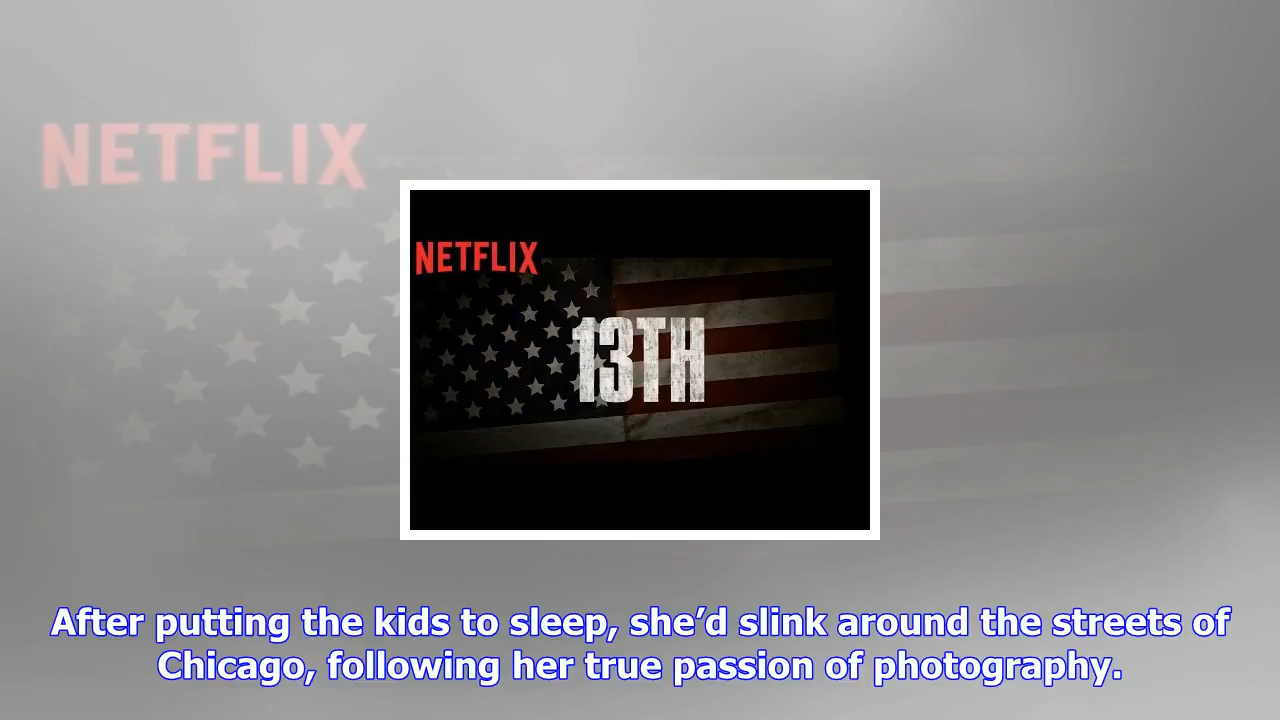 NETFLIX
NETFLIX
13TH
After putting the kids to sleep, she’d slink around the streets of
Chicago, following her true passion of photography.